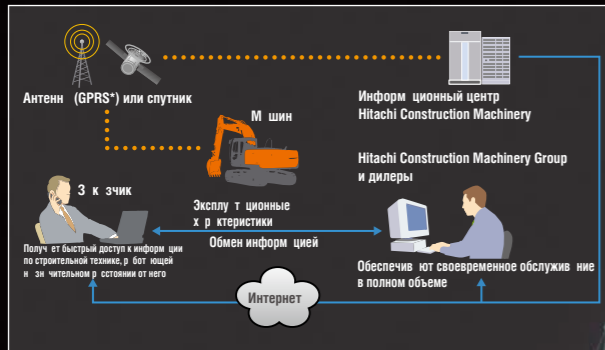 Антенн (GPRS*) или спутник
М шин
Информ ционный центр
Hitachi Construction Machinery
Hitachi Construction Machinery Group
и дилеры
З к зчик
Эксплу т ционные
х р ктеристики
Обмен информ цией
Получ ет быстрый доступ к информ ции
по строительной технике, р бот ющей
н зн чительном р сстоянии от него
Обеспечив ют своевременное обслужив ние
в полном объеме
Интернет